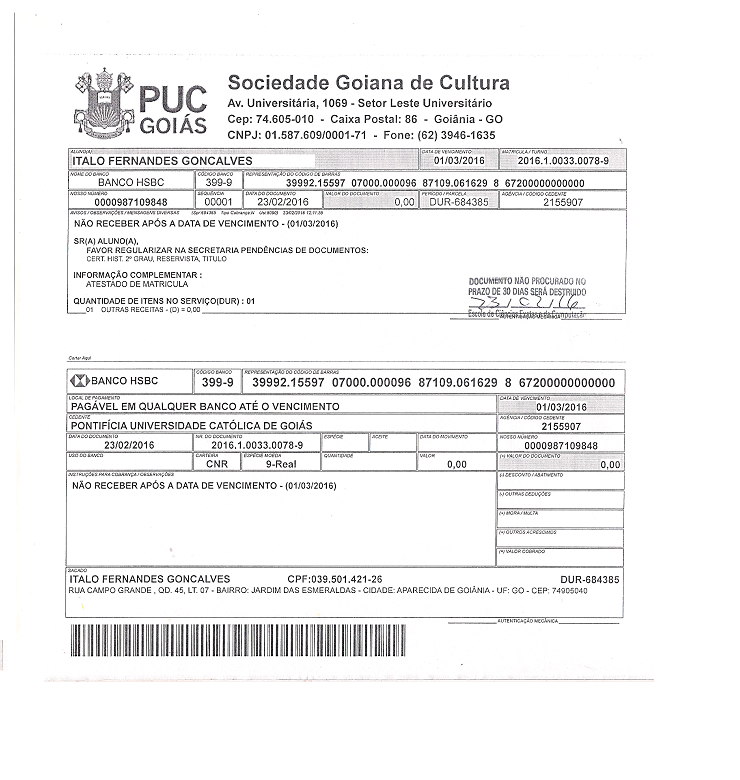 PUC
GOIÁS
Sociedade Goiana de Cultura
Av. Universitária, 1069 - Setor Leste Universitário
Cep: 74.605-010 - Caixa Postal: 86 - Goiânia - GO
CNPJ: 01.587.609/0001-71 - Fone: (62) 3946-1635
ALUNO(A) DATA DE VENCIMENTO MATRÍCULA / TURNO
ITALO FERNANDES GONCALVES 01/03/2016 2016.1.0033.0078-9
NOME DO BANCO CÓDIGO BANCO REPRESENTAÇÃO DO CÓDIGO DE BARRAS
BANCO HSBC 399-9 39992.15597 07000.000096 87109.061629 8 67200000000000
NOSSO NÚMERO SEQUÊNCIA DATA DO DOCUMENTO VALOR DO DOCUMENTO PERÍODO / PARCELA AGÊNCIA / CÓDIGO CEDENTE
0000987109848 00001 23/02/2016 0,00 DUR-684385 2155907
AVISOS / OBSERVAÇÕES / MENSAGENS DIVERSAS
NÃO RECEBER APÓS A DATA DE VENCIMENTO - (01/03/2016)
SR(A) ALUNO(A),
FAVOR REGULARIZAR NA SECRETARIA PENDÊNCIAS DE DOCUMENTOS:
CERT. HIST. 2º GRAU, RESERVISTA, TITULO
INFORMAÇÃO COMPLEMENTAR :
ATESTADO DE MATRICULA
DOCUMENTO NÃO PROCURADO NO
PRAZO DE 30 DIAS SERÁ DESTRUÍDO
QUANTIDADE DE ITENS NO SERVIÇO(DUR) : 01
23/02/16
01 OUTRAS RECEITAS - (D) = 0,00
Escola de Ciências Exatas e da Computação
AUTENTICAÇÃO MECÂNICA
Cortar Aqui
CÓDIGO BANCO REPRESENTAÇÃO DO CÓDIGO DE BARRAS
BANCO HSBC 399-9 39992.15597 07000.000096 87109.061629 8 67200000000000
LOCAL DE PAGAMENTO DATA DE VENCIMENTO
PAGÁVEL EM QUALQUER BANCO ATÉ O VENCIMENTO 01/03/2016
CEDENTE AGÊNCIA / CÓDIGO CEDENTE
PONTIFÍCIA UNIVERSIDADE CATÓLICA DE GOIÁS 2155907
DATA DO DOCUMENTO NR. DO DOCUMENTO ESPÉCIE ACEITE DATA DO MOVIMENTO NOSSO NÚMERO
23/02/2016 2016.1.0033.0078-9 0000987109848
USO DO BANCO CARTEIRA ESPÉCIE MOEDA QUANTIDADE VALOR (=) VALOR DO DOCUMENTO
CNR 9-Real 0,00 0,00
INSTRUÇÕES PARA COBRANÇA / OBSERVAÇÕES (-) DESCONTO / ABATIMENTO
NÃO RECEBER APÓS A DATA DE VENCIMENTO - (01/03/2016)
(-) OUTRAS DEDUÇÕES
(+) MORA / MULTA
(+) OUTROS ACRESCIMOS
(=) VALOR COBRADO
SACADO
ITALO FERNANDES GONCALVES CPF:039.501.421-26 DUR-684385
RUA CAMPO GRANDE , QD. 45, LT. 07 - BAIRRO: JARDIM DAS ESMERALDAS - CIDADE: APARECIDA DE GOIÂNIA - UF: GO - CEP: 74905040
AUTENTICAÇÃO MECÂNICA